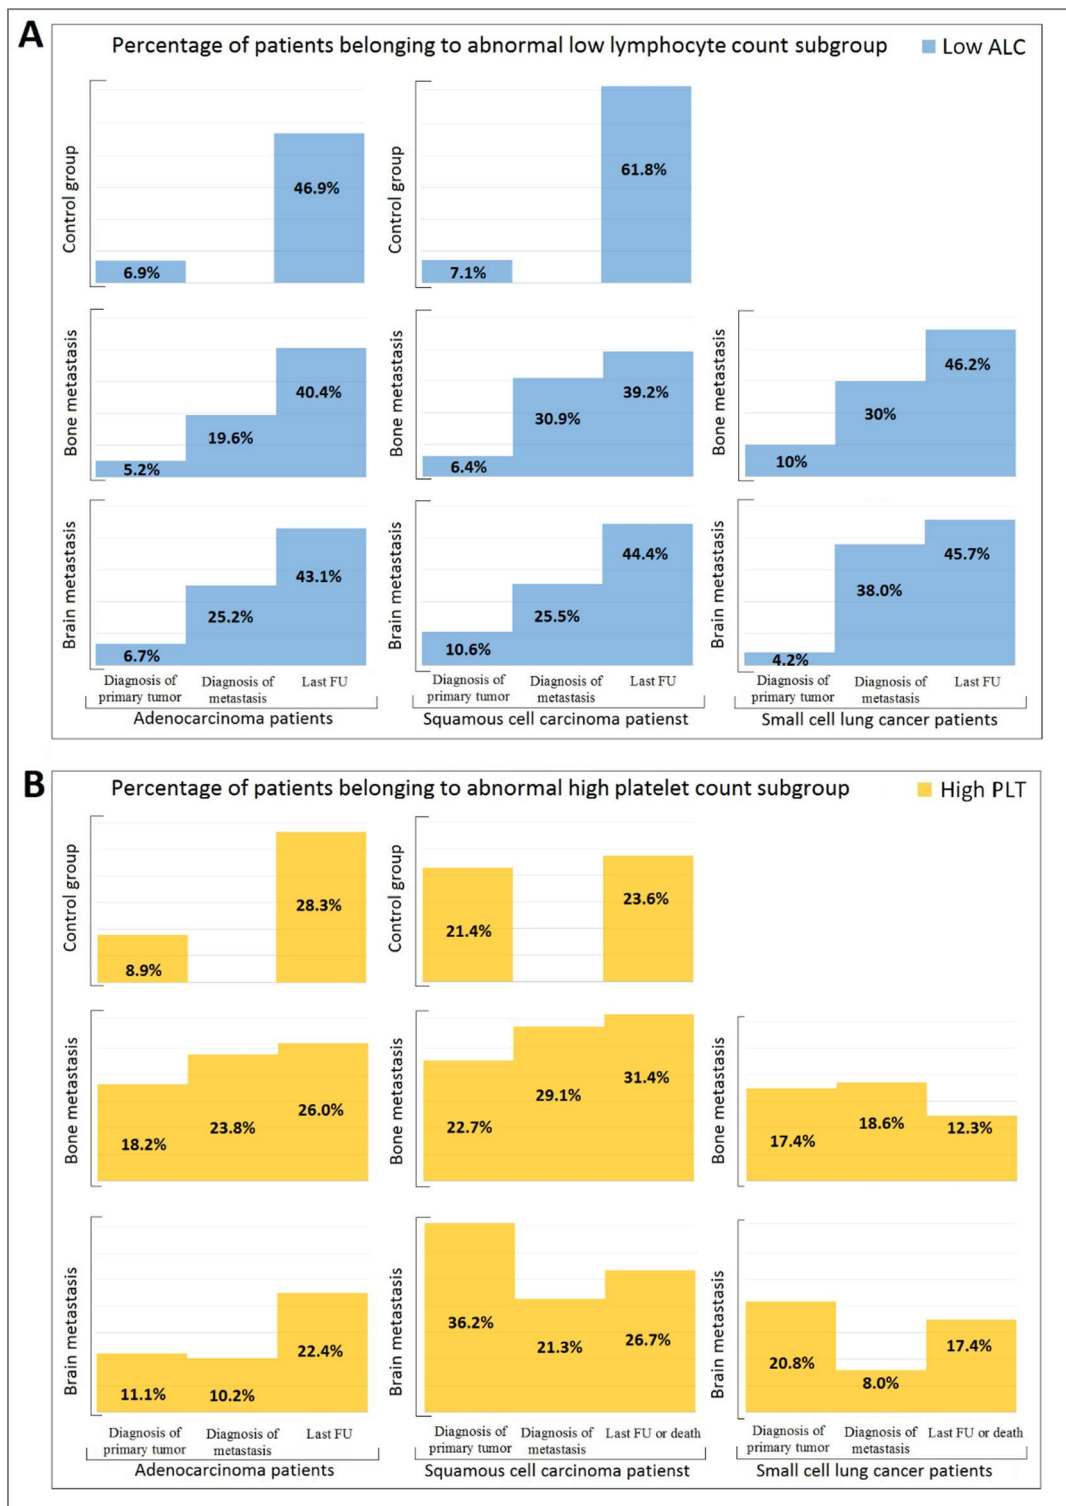 A
Percentage of patients belonging to abnormal low lymphocyte count subgroup
Low ALC
Control group
6.9%
46.9%
7.1%
61.8%
Bone metastasis
5.2%
19.6%
40.4%
Bone metastasis
6.4%
30.9%
39.2%
Bone metastasis
10%
30%
46.2%
Brain metastasis
6.7%
25.2%
43.1%
Brain metastasis
10.6%
25.5%
44.4%
Brain metastasis
4.2%
38.0%
45.7%
Diagnosis of
primary tumor
Diagnosis of
metastasis
Last FU
Adenocarcinoma patients
Diagnosis of
primary tumor
Diagnosis of
metastasis
Last FU
Squamous cell carcinoma patienst
Diagnosis of
primary tumor
Diagnosis of
metastasis
Last FU
Small cell lung cancer patients
B
Percentage of patients belonging to abnormal high platelet count subgroup
High PLT
Control group
8.9%
28.3%
Control group
21.4%
23.6%
Bone metastasis
18.2%
23.8%
26.0%
Bone metastasis
22.7%
29.1%
31.4%
Bone metastasis
17.4%
18.6%
12.3%
Brain metastasis
11.1%
10.2%
22.4%
Brain metastasis
36.2%
21.3%
26.7%
Brain metastasis
20.8%
8.0%
17.4%
Diagnosis of
primary tumor
Diagnosis of
metastasis
Last FU
Adenocarcinoma patients
Diagnosis of
primary tumor
Diagnosis of
metastasis
Last FU or death
Squamous cell carcinoma patienst
Diagnosis of
primary tumor
Diagnosis of
metastasis
Last FU or death
Small cell lung cancer patients